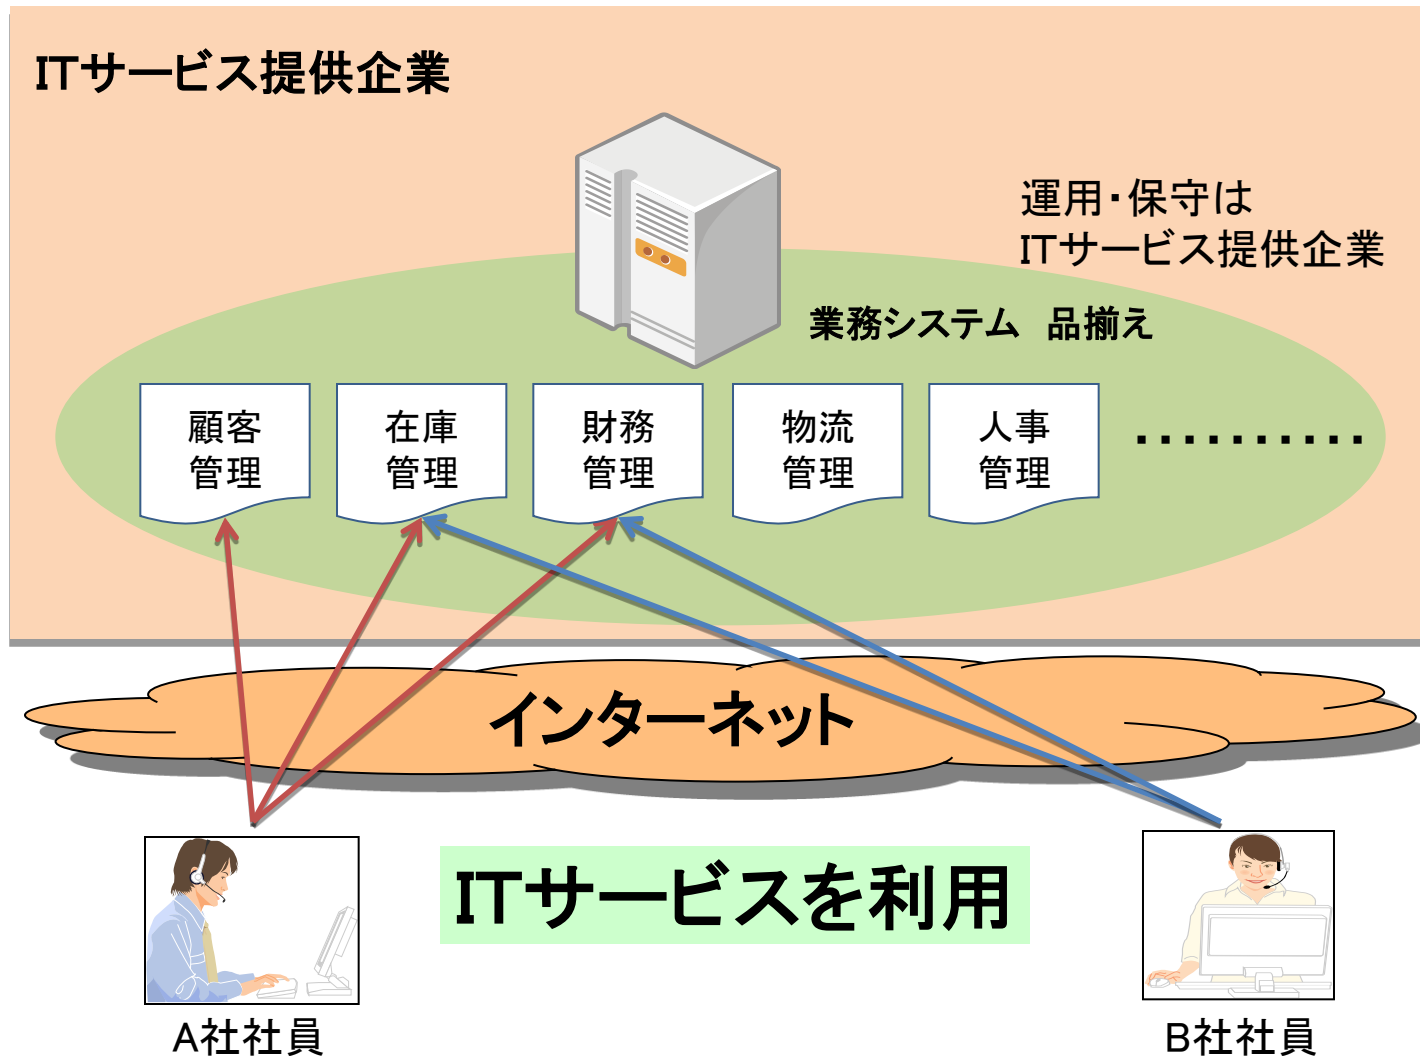 ITサービス提供企業
運用・保守は
ITサービス提供企業
業務システム　品揃え
顧客
管理
在庫
管理
財務
管理
物流
管理
人事
管理
・・・・・・・・・・
インターネット
ITサービスを利用
A社社員
B社社員